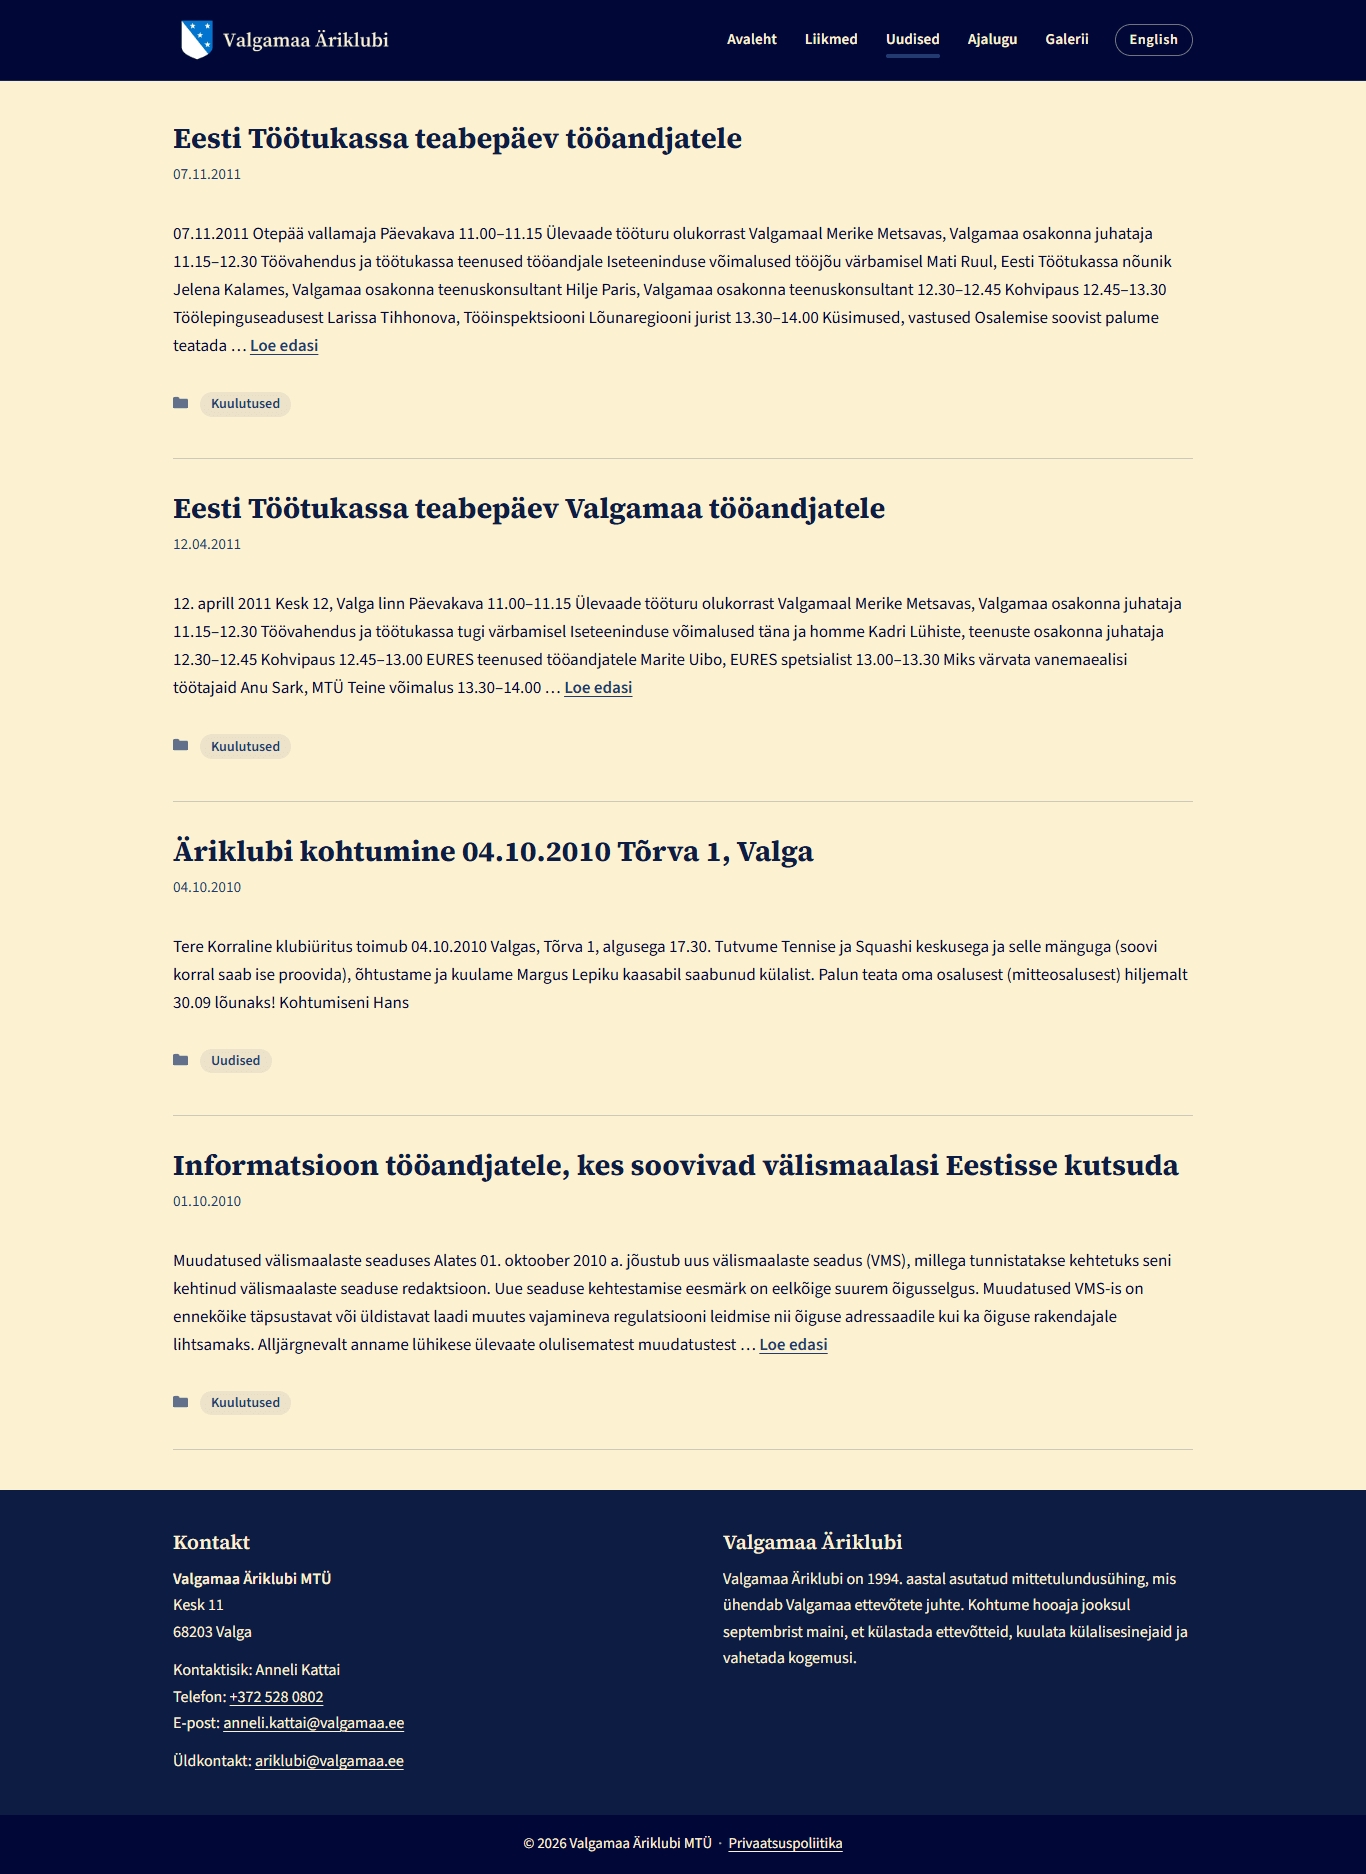 Valgamaa Äriklubi
Avaleht Liikmed Uudised Ajalugu Galerii English
Eesti Töötukassa teabepäev tööandjatele
07.11.2011
07.11.2011 Otepää vallamaja Päevakava 11.00–11.15 Ülevaade tööturu olukorrast Valgamaal Merike Metsavas, Valgamaa osakonna juhataja
11.15–12.30 Töövahendus ja töötukassa teenused tööandjale Iseteeninduse võimalused tööjõu värbamisel Mati Ruul, Eesti Töötukassa nõunik
Jelena Kalames, Valgamaa osakonna teenuskonsultant Hilje Paris, Valgamaa osakonna teenuskonsultant 12.30–12.45 Kohvipaus 12.45–13.30
Töölepinguseadusest Larissa Tihhonova, Tööinspektsiooni Lõunaregiooni jurist 13.30–14.00 Küsimused, vastused Osalemise soovist palume
teatada … Loe edasi
Kuulutused
Eesti Töötukassa teabepäev Valgamaa tööandjatele
12.04.2011
12. aprill 2011 Kesk 12, Valga linn Päevakava 11.00–11.15 Ülevaade tööturu olukorrast Valgamaal Merike Metsavas, Valgamaa osakonna juhataja
11.15–12.30 Töövahendus ja töötukassa tugi värbamisel Iseteeninduse võimalused täna ja homme Kadri Lühiste, teenuste osakonna juhataja
12.30–12.45 Kohvipaus 12.45–13.00 EURES teenused tööandjatele Marite Uibo, EURES spetsialist 13.00–13.30 Miks värvata vanemaealisi
töötajaid Anu Sark, MTÜ Teine võimalus 13.30–14.00 … Loe edasi
Kuulutused
Äriklubi kohtumine 04.10.2010 Tõrva 1, Valga
04.10.2010
Tere Korraline klubiüritus toimub 04.10.2010 Valgas, Tõrva 1, algusega 17.30. Tutvume Tennise ja Squashi keskusega ja selle mänguga (soovi
korral saab ise proovida), õhtustame ja kuulame Margus Lepiku kaasabil saabunud külalist. Palun teata oma osalusest (mitteosalusest) hiljemalt
30.09 lõunaks! Kohtumiseni Hans
Uudised
Informatsioon tööandjatele, kes soovivad välismaalasi Eestisse kutsuda
01.10.2010
Muudatused välismaalaste seaduses Alates 01. oktoober 2010 a. jõustub uus välismaalaste seadus (VMS), millega tunnistatakse kehtetuks seni
kehtinud välismaalaste seaduse redaktsioon. Uue seaduse kehtestamise eesmärk on eelkõige suurem õigusselgus. Muudatused VMS-is on
ennekõike täpsustavat või üldistavat laadi muutes vajamineva regulatsiooni leidmise nii õiguse adressaadile kui ka õiguse rakendajale
lihtsamaks. Alljärgnevalt anname lühikese ülevaate olulisematest muudatustest … Loe edasi
Kuulutused
Kontakt
Valgamaa Äriklubi MTÜ
Kesk 11
68203 Valga
Kontaktisik: Anneli Kattai
Telefon: +372 528 0802
E-post: anneli.kattai@valgamaa.ee
Üldkontakt: ariklubi@valgamaa.ee
Valgamaa Äriklubi
Valgamaa Äriklubi on 1994. aastal asutatud mittetulundusühing, mis
ühendab Valgamaa ettevõtete juhte. Kohtume hooaja jooksul
septembrist maini, et külastada ettevõtteid, kuulata külalisesinejaid ja
vahetada kogemusi.
© 2026 Valgamaa Äriklubi MTÜ · Privaatsuspoliitika